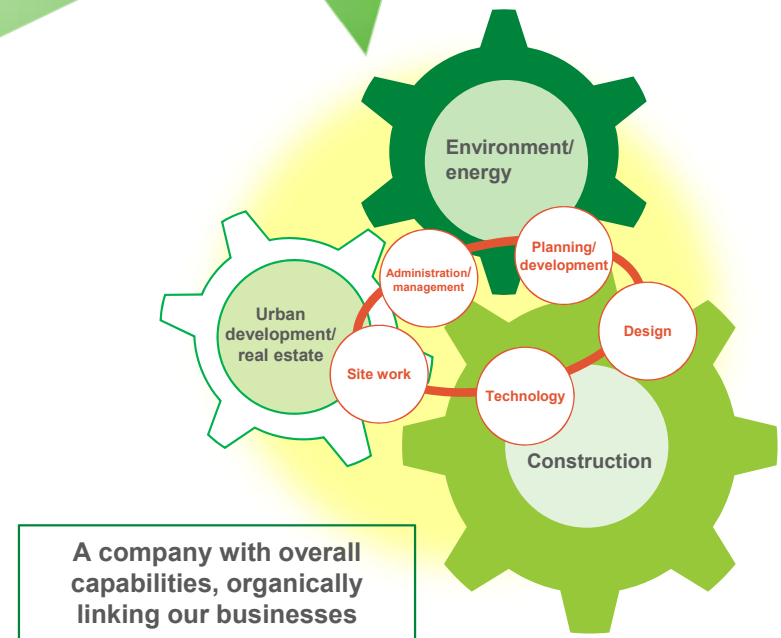 Environment/
energy
Planning/
development
Administration/
management
Urban
development/
real estate
Design
Site work
Technology
Construction
A company with overall
capabilities, organically
linking our businesses